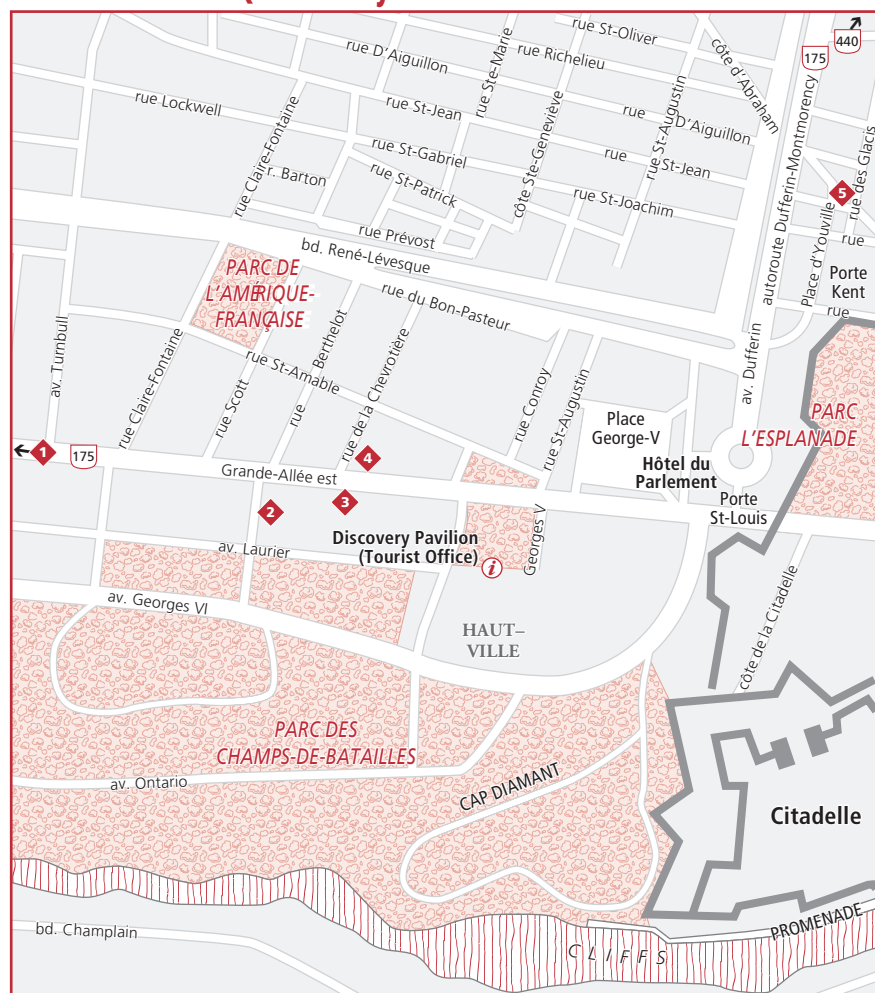 rue St-Oliver
440
175
côte d'Abraham
rue Ste-Marie
rue D'Aiguillon
rue Richelieu
rue Lockwell
rue St-Jean
rue D'Aiguillon
rue St-Augustin
côte Ste-Geneviève
rue Claire-Fontaine
rue St-Gabriel
rue St-Jean
r. Barton
rue St-Patrick
rue St-Joachim
autoroute Dufferin-Montmorency
rue des Glacis
5
Place d'Youville
rue
rue Prévost
bd. René-Lévesque
Porte
Kent
rue
PARC DE
L'AMÉRIQUE-
FRANÇAISE
rue du Bon-Pasteur
av. Dufferin
av. Turnbull
rue Claire-Fontaine
rue Scott
rue Berthelot
rue de la Chevrotière
rue St-Amable
rue Conroy
rue St-Augustin
Place
George-V
PARC
L'ESPLANADE
1
175
4
Grande-Allée est
Hôtel du
Parlement
Porte
St-Louis
2
3
Discovery Pavilion
(Tourist Office)
i
Georges V
av. Laurier
av. Georges VI
HAUT–
VILLE
côte de la Citadelle
PARC DES
CHAMPS-DE-BATAILLES
av. Ontario
CAP DIAMANT
Citadelle
bd. Champlain
CLIFFS
PROMENADE